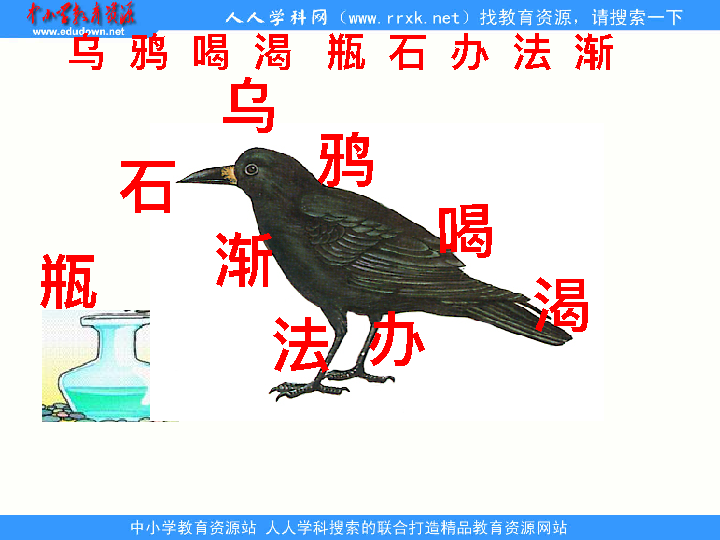 中小学教育资源
www.edudown.net
人人学科网（www.rrxk.net）找教育资源，请搜索一下
乌 鸦 喝 渴 瓶 石 办 法 渐
乌
鸦
石
喝
渐
瓶
渴
办
法
中小学教育资源站 人人学科搜索的联合打造精品教育资源网站